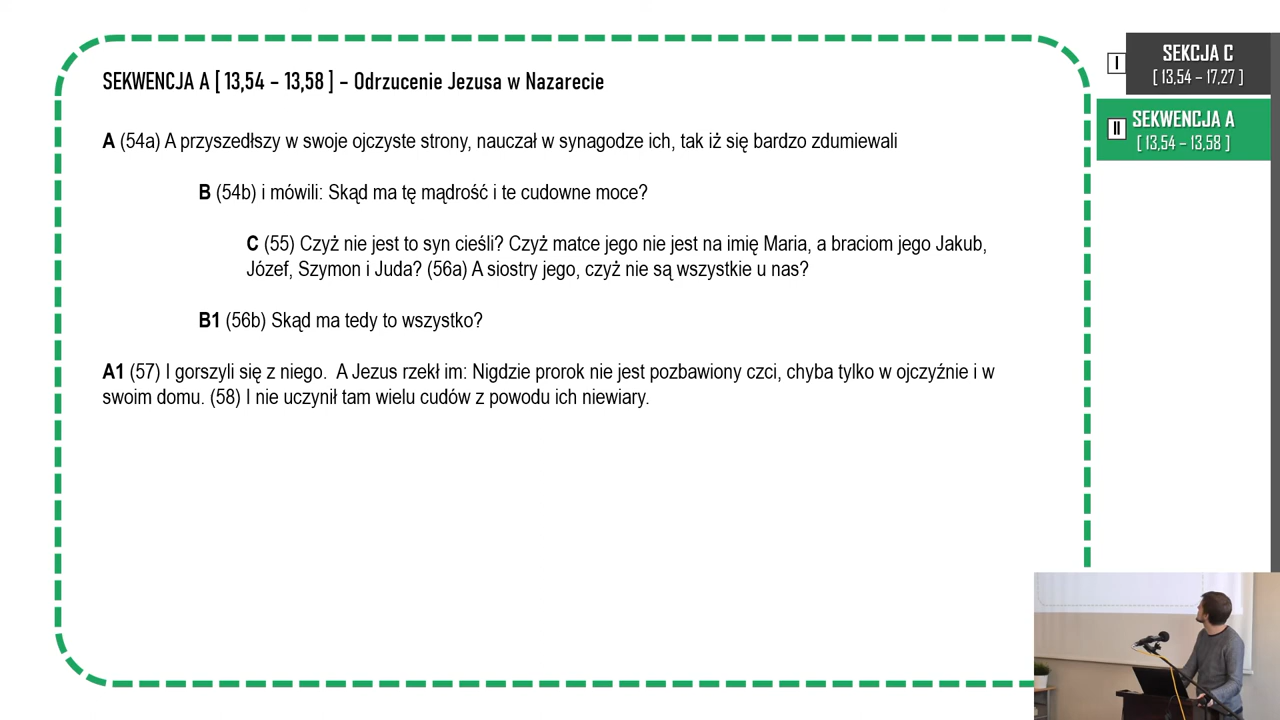 SEKWENCJA A [ 13,54 – 13,58 ] – Odrzucenie Jezusa w Nazarecie
A (54a) A przyszedłszy w swoje ojczyste strony, nauczał w synagodze ich, tak iż się bardzo zdumiewali
B (54b) i mówili: Skąd ma tę mądrość i te cudowne moce?
C (55) Czyż nie jest to syn cieśli? Czyż matce jego nie jest na imię Maria, a braciom jego Jakub,
Józef, Szymon i Juda? (56a) A siostry jego, czyż nie są wszystkie u nas?
B1 (56b) Skąd ma tedy to wszystko?
A1 (57) I gorszyli się z niego. A Jezus rzekł im: Nigdzie prorok nie jest pozbawiony czci, chyba tylko w ojczyźnie i w
swoim domu. (58) I nie uczynił tam wielu cudów z powodu ich niewiary.
I
SEKCJA C
[ 13,54 – 17,27 ]
II
SEKWENCJA A
[ 13,54 – 13,58 ]